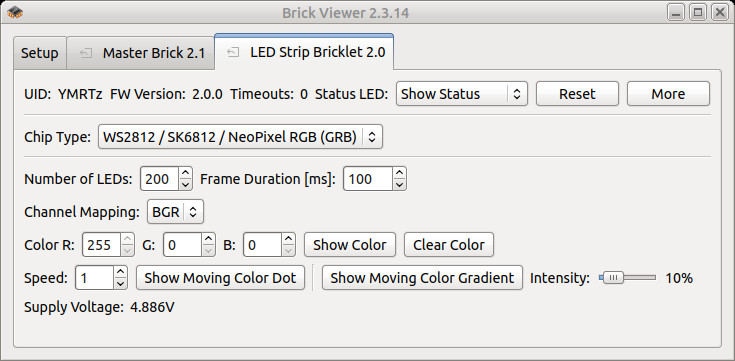 Brick Viewer 2.3.14
Setup Master Brick 2.1 LED Strip Bricklet 2.0
UID: YMRTz FW Version: 2.0.0 Timeouts: 0 Status LED: Show Status Reset More
Chip Type: WS2812 / SK6812 / NeoPixel RGB (GRB)
Number of LEDs: 200 Frame Duration [ms]: 100
Channel Mapping: BGR
Color R: 255 G: 0 B: 0 Show Color Clear Color
Speed: 1 Show Moving Color Dot Show Moving Color Gradient Intensity: 10%
Supply Voltage: 4.886V